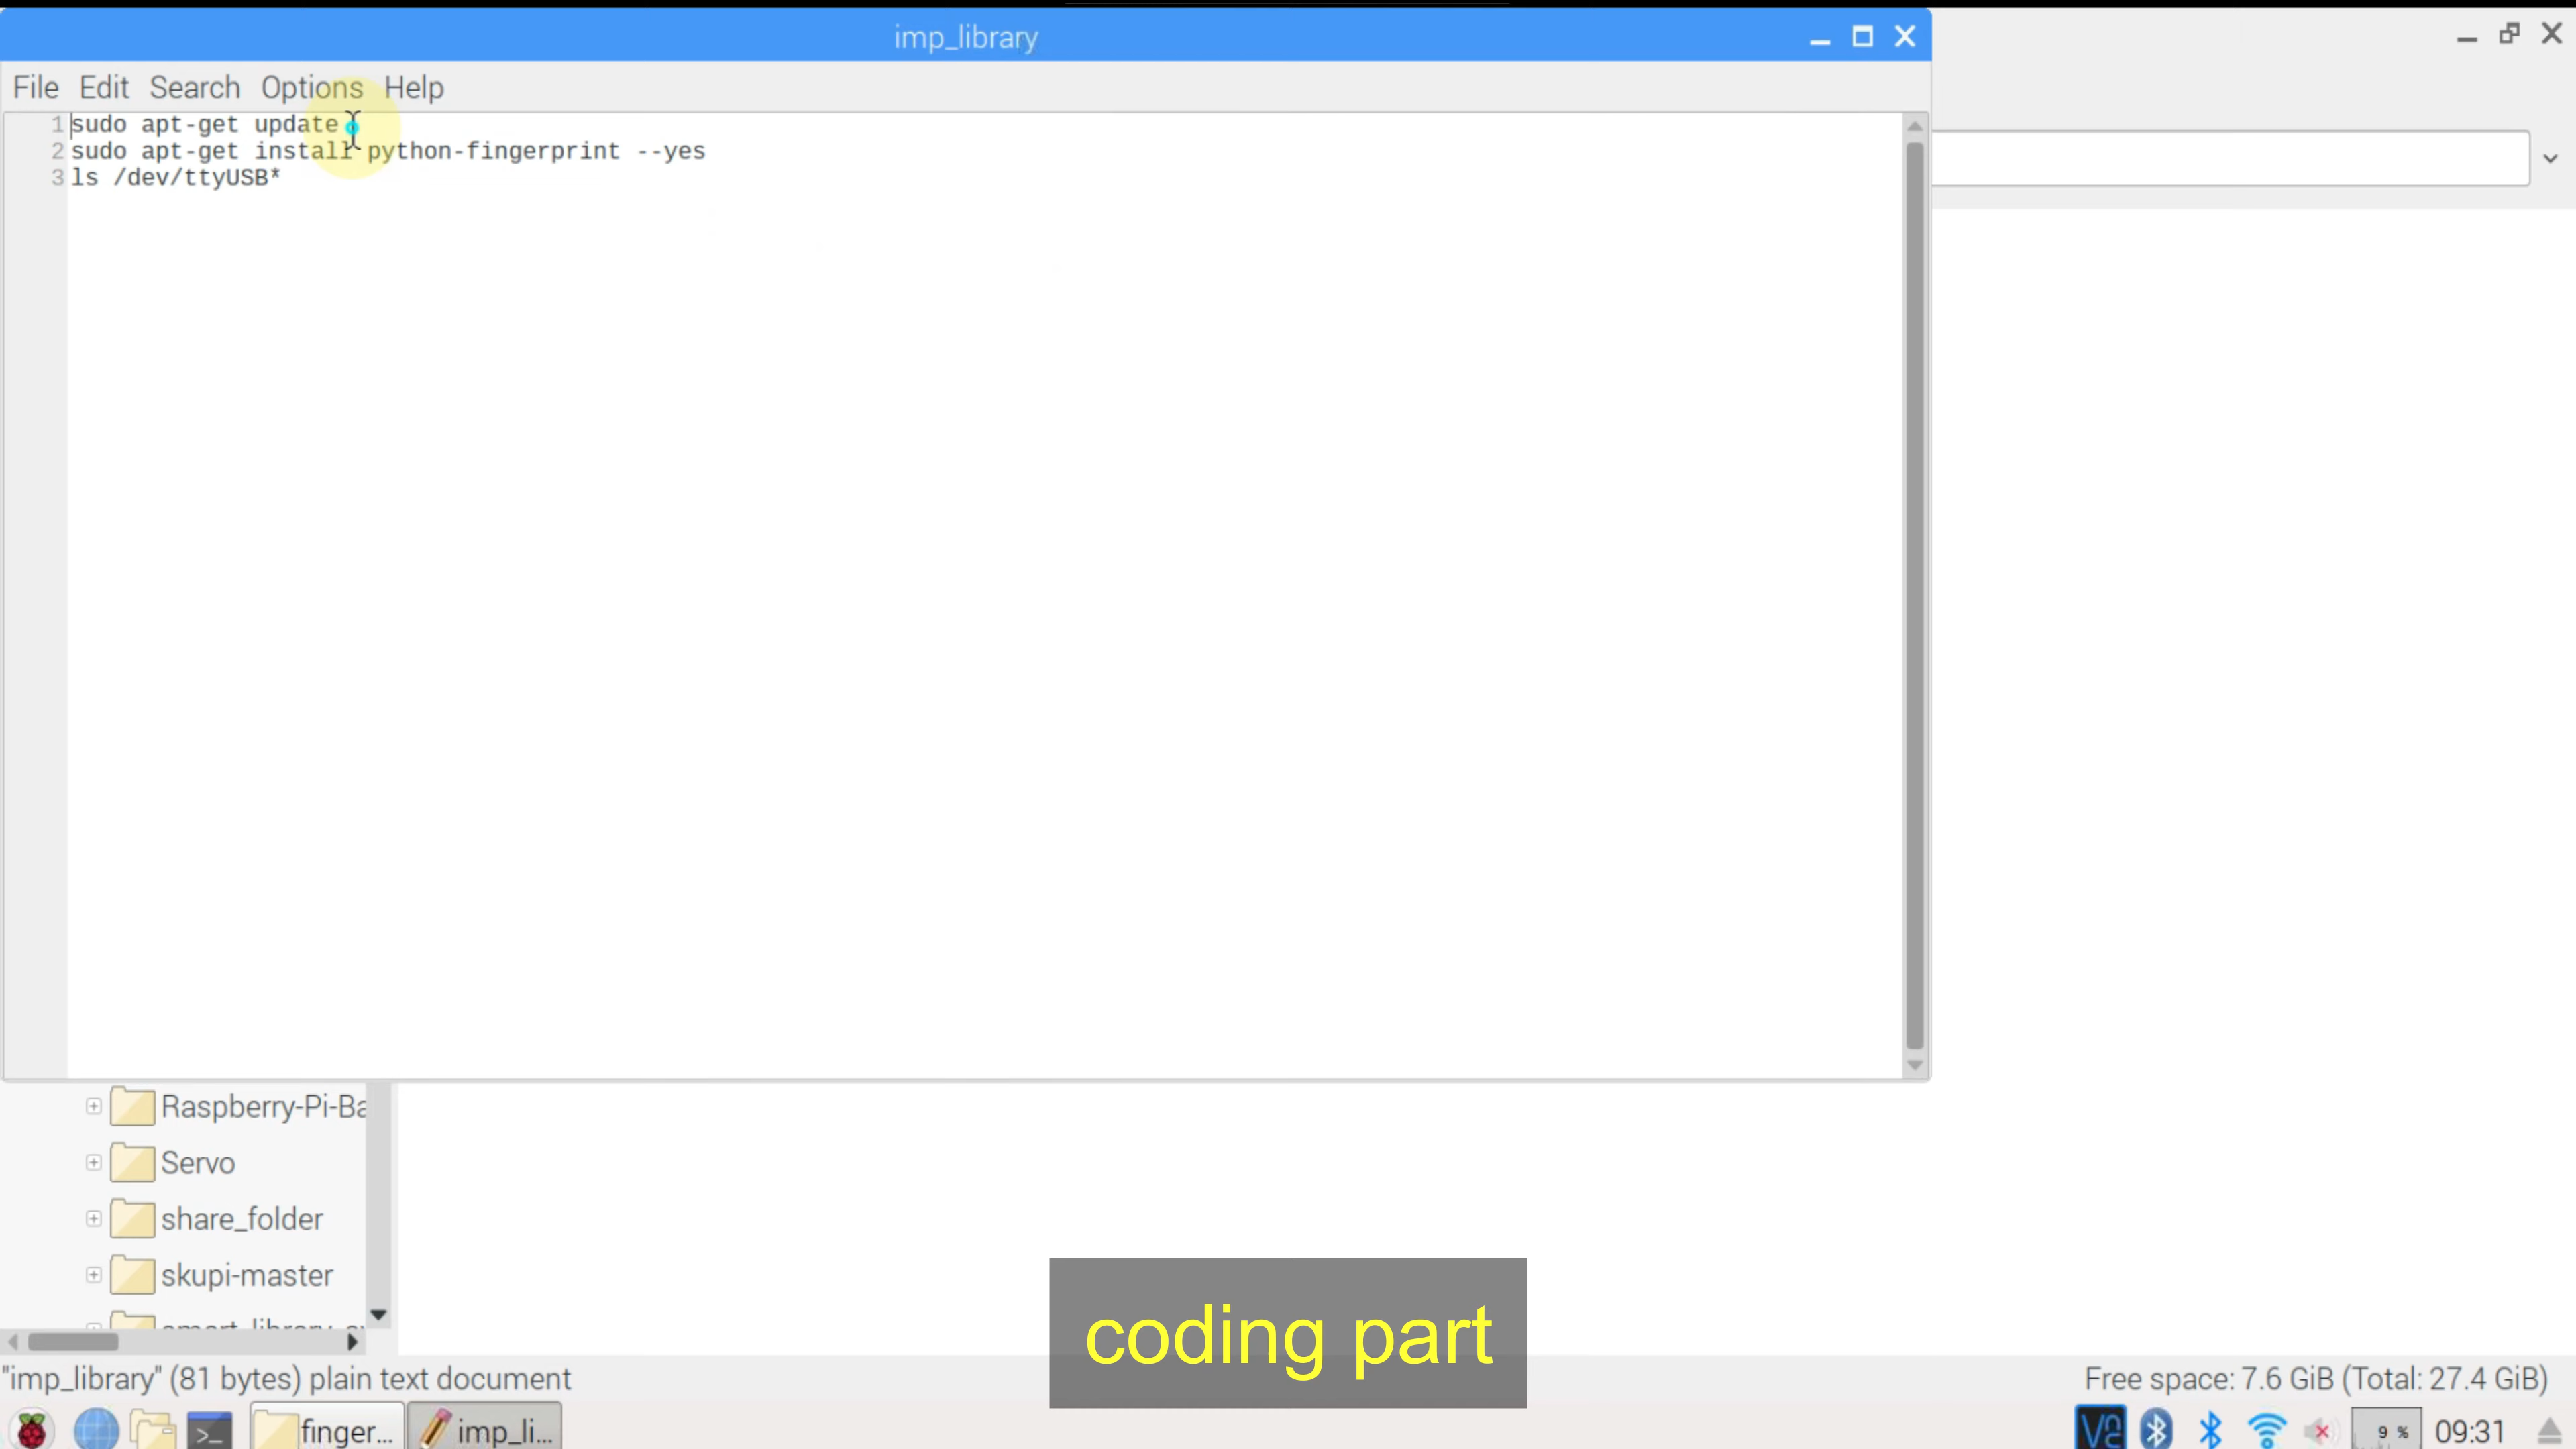 imp_library
File Edit Search Options Help
1 sudo apt-get update
2 sudo apt-get install python-fingerprint --yes
3 ls /dev/ttyUSB*
Raspberry-Pi-Ba
Servo
share_folder
skupi-master
coding part
"imp_library" (81 bytes) plain text document
Free space: 7.6 GiB (Total: 27.4 GiB)
finger...
imp_li...
9 %
09:31